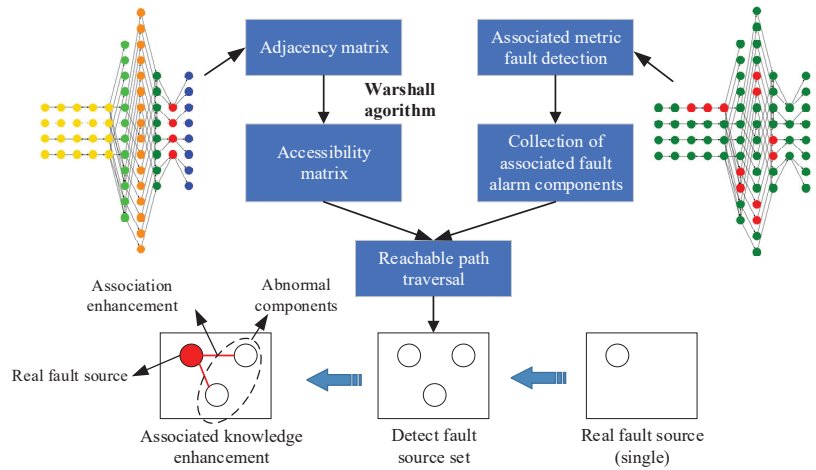 Adjacency matrix
Associated metric
fault detection
Warshall
agorithm
Accessibility
matrix
Collection of
associated fault
alarm components
Reachable path
traversal
Association
enhancement
Abnormal
components
Real fault source
Associated knowledge
enhancement
Detect fault
source set
Real fault source
(single)